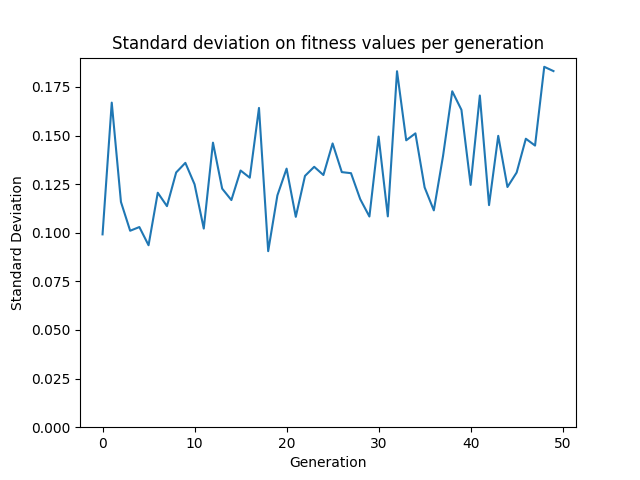 Standard deviation on fitness values per generation
0.175
0.150
0.125
0.100
0.075
0.050
0.025
0.000
Standard Deviation
0 10 20 30 40 50
Generation